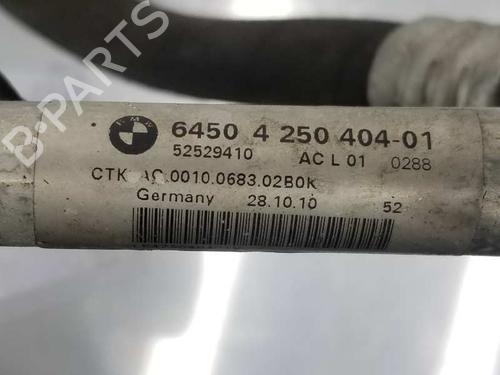 BMW
6450 4 250 404-01
52529410 AC L 01 0288
CTK AC.0010.0683.02B0K
Germany 28.10.10 52